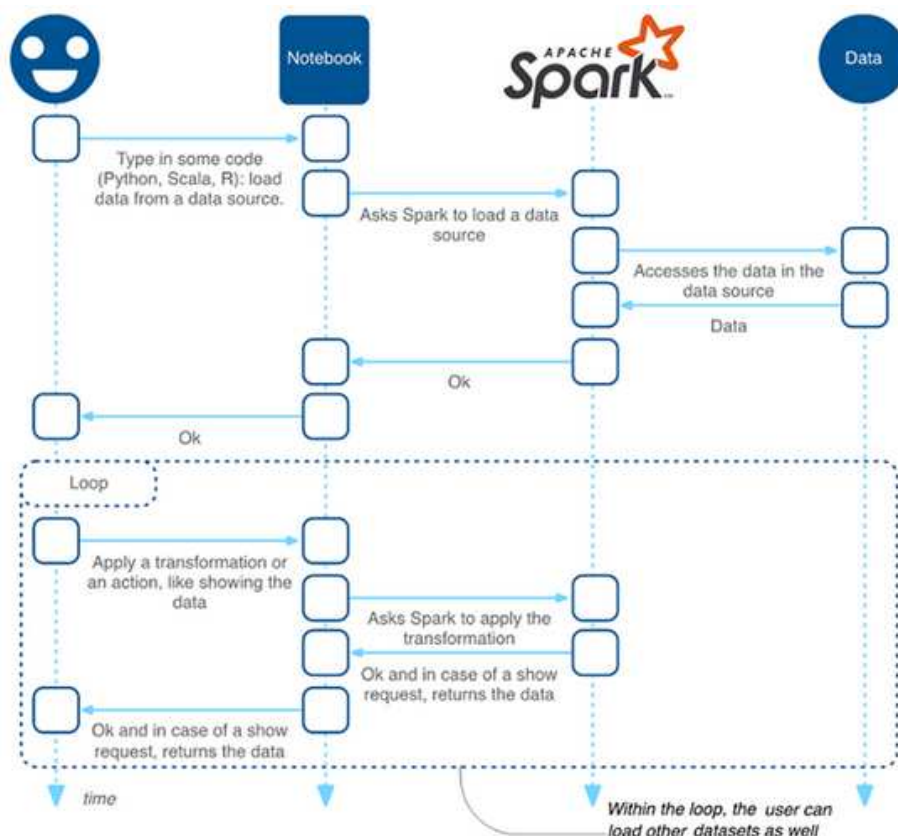 Notebook
APACHE
Spark
Data
Type in some code
(Python, Scala, R): load
data from a data source.
Asks Spark to load a data
source
Accesses the data in the
data source
Data
Ok
Ok
Loop
Apply a transformation or
an action, like showing the
data
Asks Spark to apply the
transformation
Ok and in case of a show
request, returns the data
Ok and in case of a show
request, returns the data
time
Within the loop, the user can
load other datasets as well